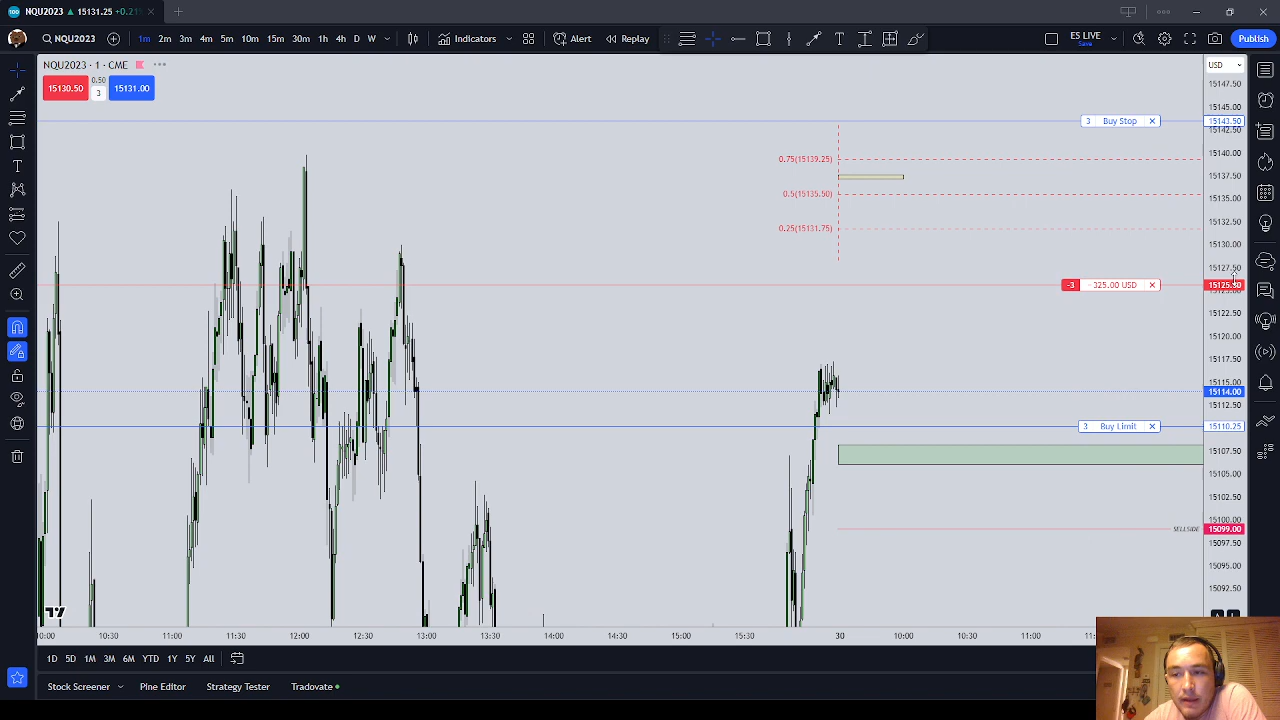 NQU2023 ▲ 15131.25 +0.21
NQU2023 1m 2m 3m 4m 5m 10m 15m 30m 1h 4h D W Indicators Alert Replay ES LIVE Save Publish
NQU2023 · 1 · CME
USD
15130.50 0.50 3 15131.00
15147.50
15145.00
3 Buy Stop × 15143.50
15142.50
15140.00
0.75(15139.25)
15137.50
15135.00
0.5(15135.50)
15132.50
0.25(15131.75)
15130.00
15127.50
-3 - 325.00 USD ×
15122.50
15120.00
15117.50
15115.00
15114.00
15112.50
3 Buy Limit × 15110.25
15107.50
15105.00
15102.50
15100.00
SELLSIDE 15099.00
15097.50
15095.00
15092.50
10:00 10:30 11:00 11:30 12:00 12:30 13:00 13:30 14:00 14:30 15:00 15:30 30 10:00 10:30 11:00
1D 5D 1M 3M 6M YTD 1Y 5Y All
Stock Screener Pine Editor Strategy Tester Tradovate